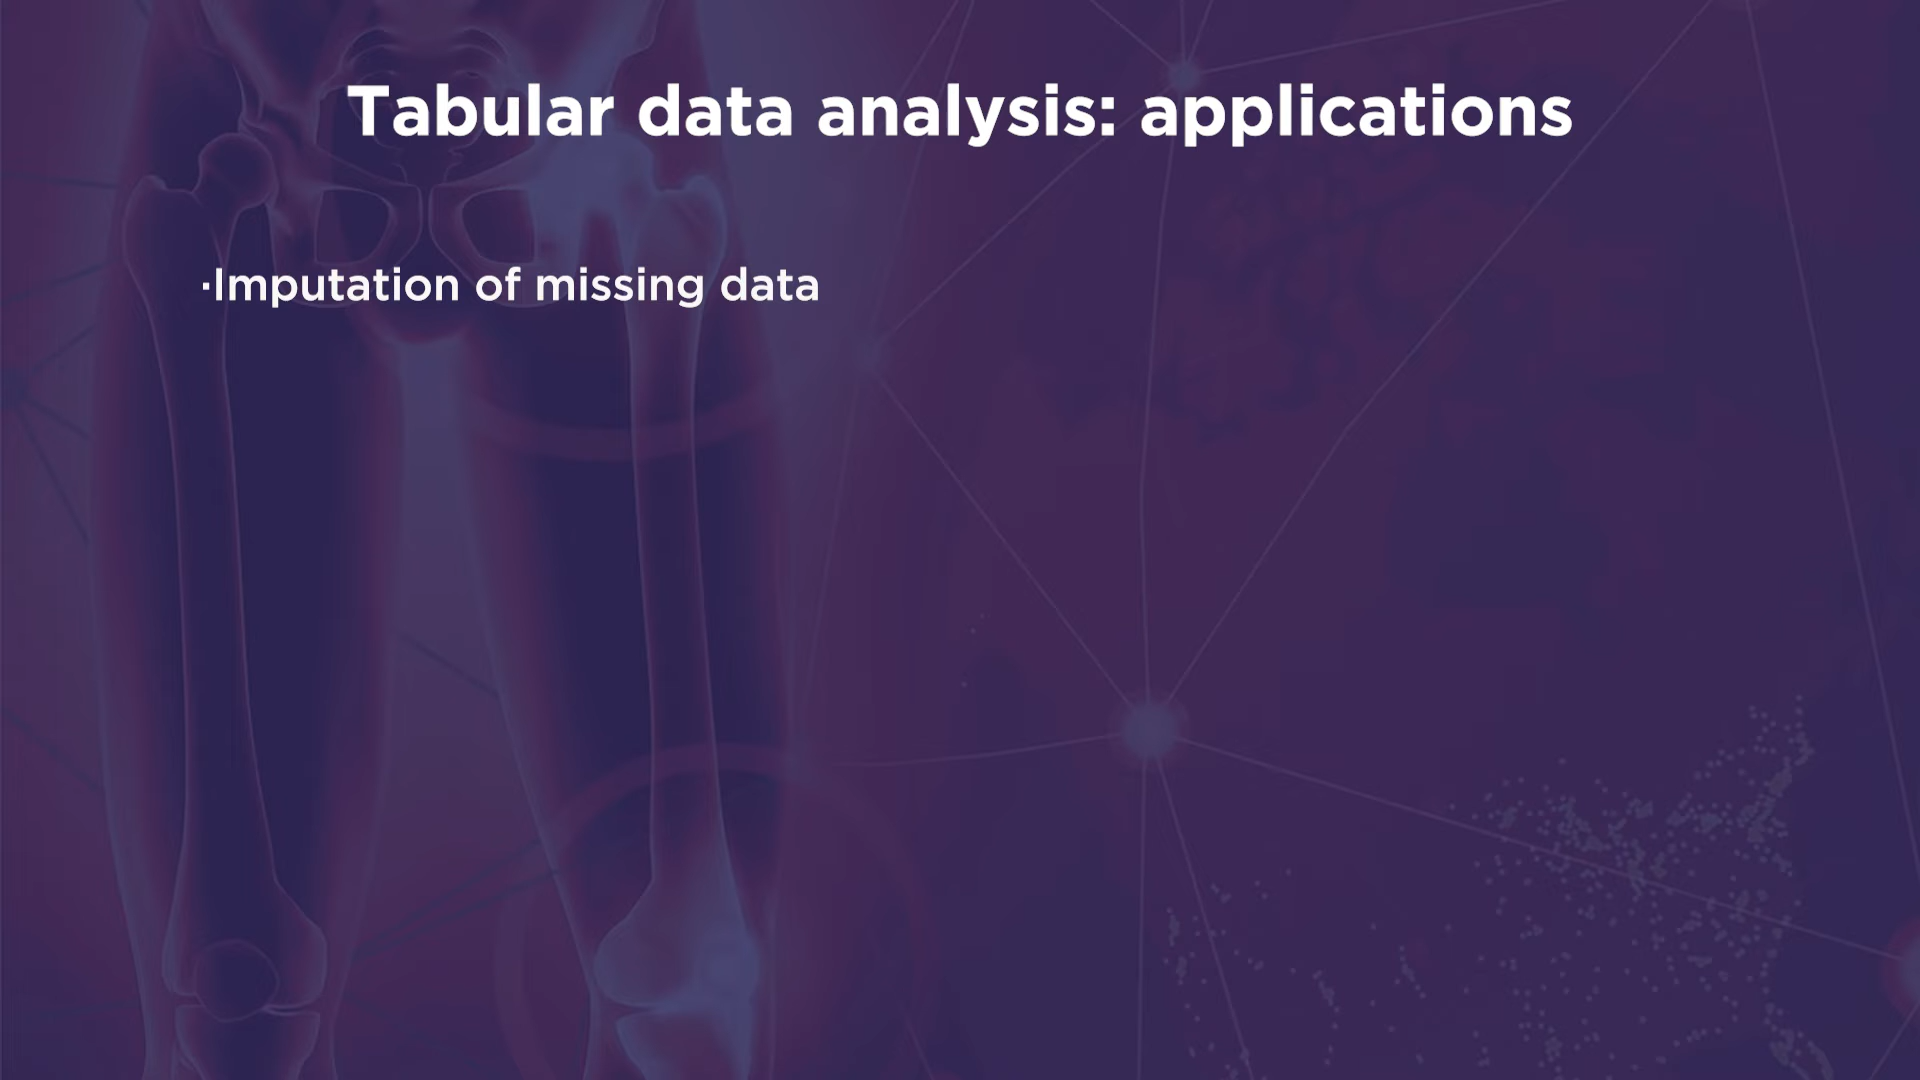 Tabular data analysis: applications
·Imputation of missing data